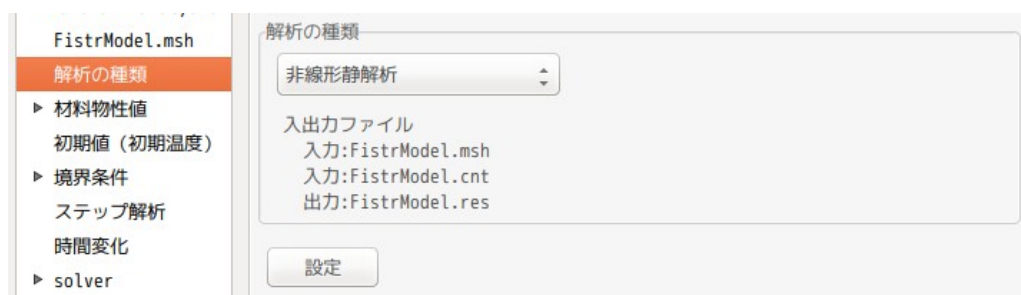 FistrModel.msh
解析の種類
材料物性値
初期値（初期温度）
境界条件
ステップ解析
時間変化
solver
解析の種類
非線形静解析
入出力ファイル
入力:FistrModel.msh
入力:FistrModel.cnt
出力:FistrModel.res
設定